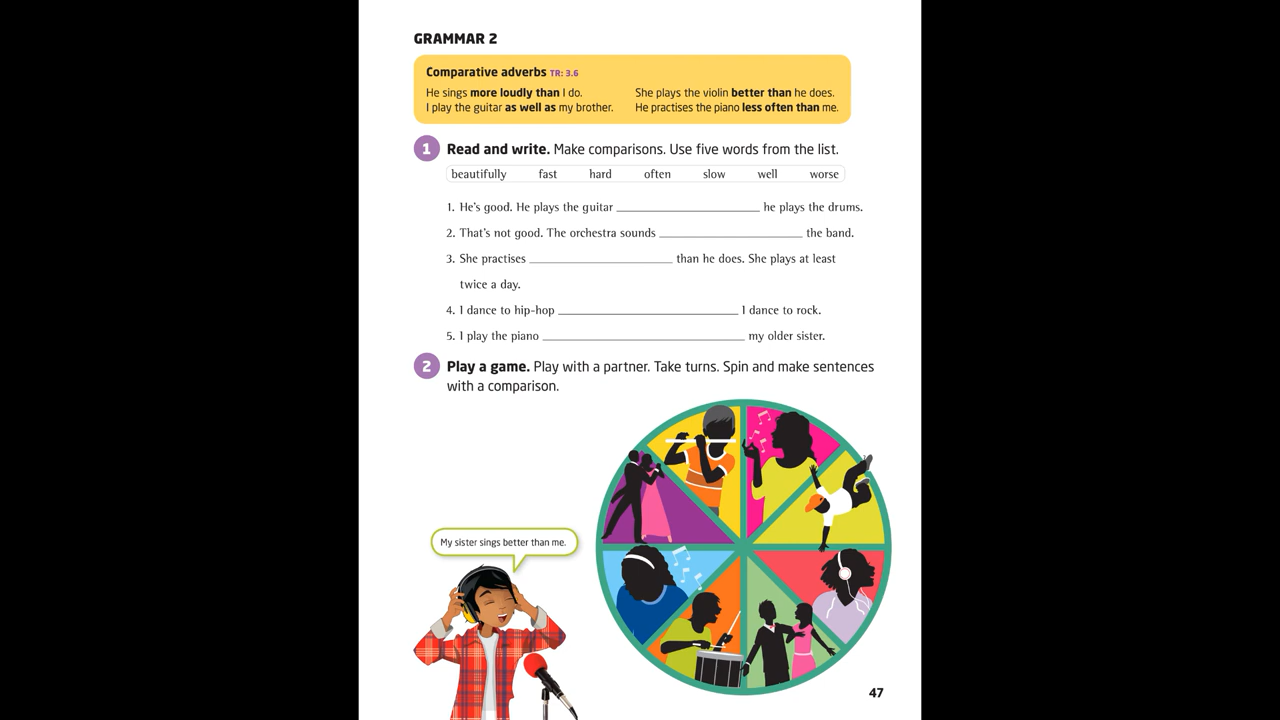 GRAMMAR 2
Comparative adverbs TR: 3.6
He sings more loudly than I do.
I play the guitar as well as my brother.
She plays the violin better than he does.
He practises the piano less often than me.
1 Read and write. Make comparisons. Use five words from the list.
beautifully fast hard often slow well worse
1. He's good. He plays the guitar ____________________ he plays the drums.
2. That's not good. The orchestra sounds ____________________ the band.
3. She practises ____________________ than he does. She plays at least
twice a day.
4. I dance to hip-hop _________________________ I dance to rock.
5. I play the piano ____________________________ my older sister.
2 Play a game. Play with a partner. Take turns. Spin and make sentences
with a comparison.
My sister sings better than me.
47